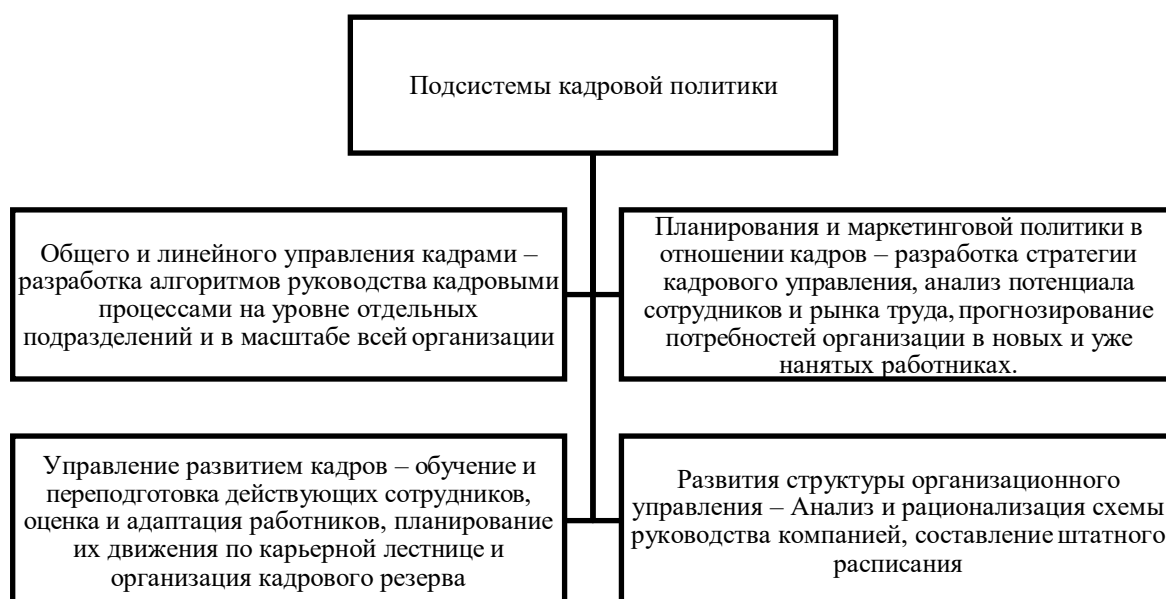 Подсистемы кадровой политики
Общего и линейного управления кадрами –
разработка алгоритмов руководства кадровыми
процессами на уровне отдельных
подразделений и в масштабе всей организации
Планирования и маркетинговой политики в
отношении кадров – разработка стратегии
кадрового управления, анализ потенциала
сотрудников и рынка труда, прогнозирование
потребностей организации в новых и уже
нанятых работниках.
Управление развитием кадров – обучение и
переподготовка действующих сотрудников,
оценка и адаптация работников, планирование
их движения по карьерной лестнице и
организация кадрового резерва
Развития структуры организационного
управления – Анализ и рационализация схемы
руководства компанией, составление штатного
расписания